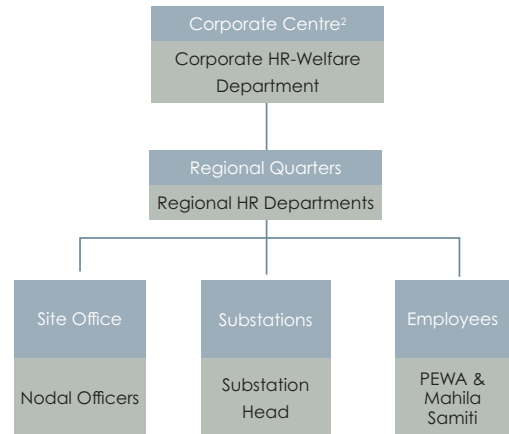 Corporate Centre²
Corporate HR-Welfare
Department
Regional Quarters
Regional HR Departments
Site Office
Nodal Officers
Substations
Substation
Head
Employees
PEWA &
Mahila
Samiti